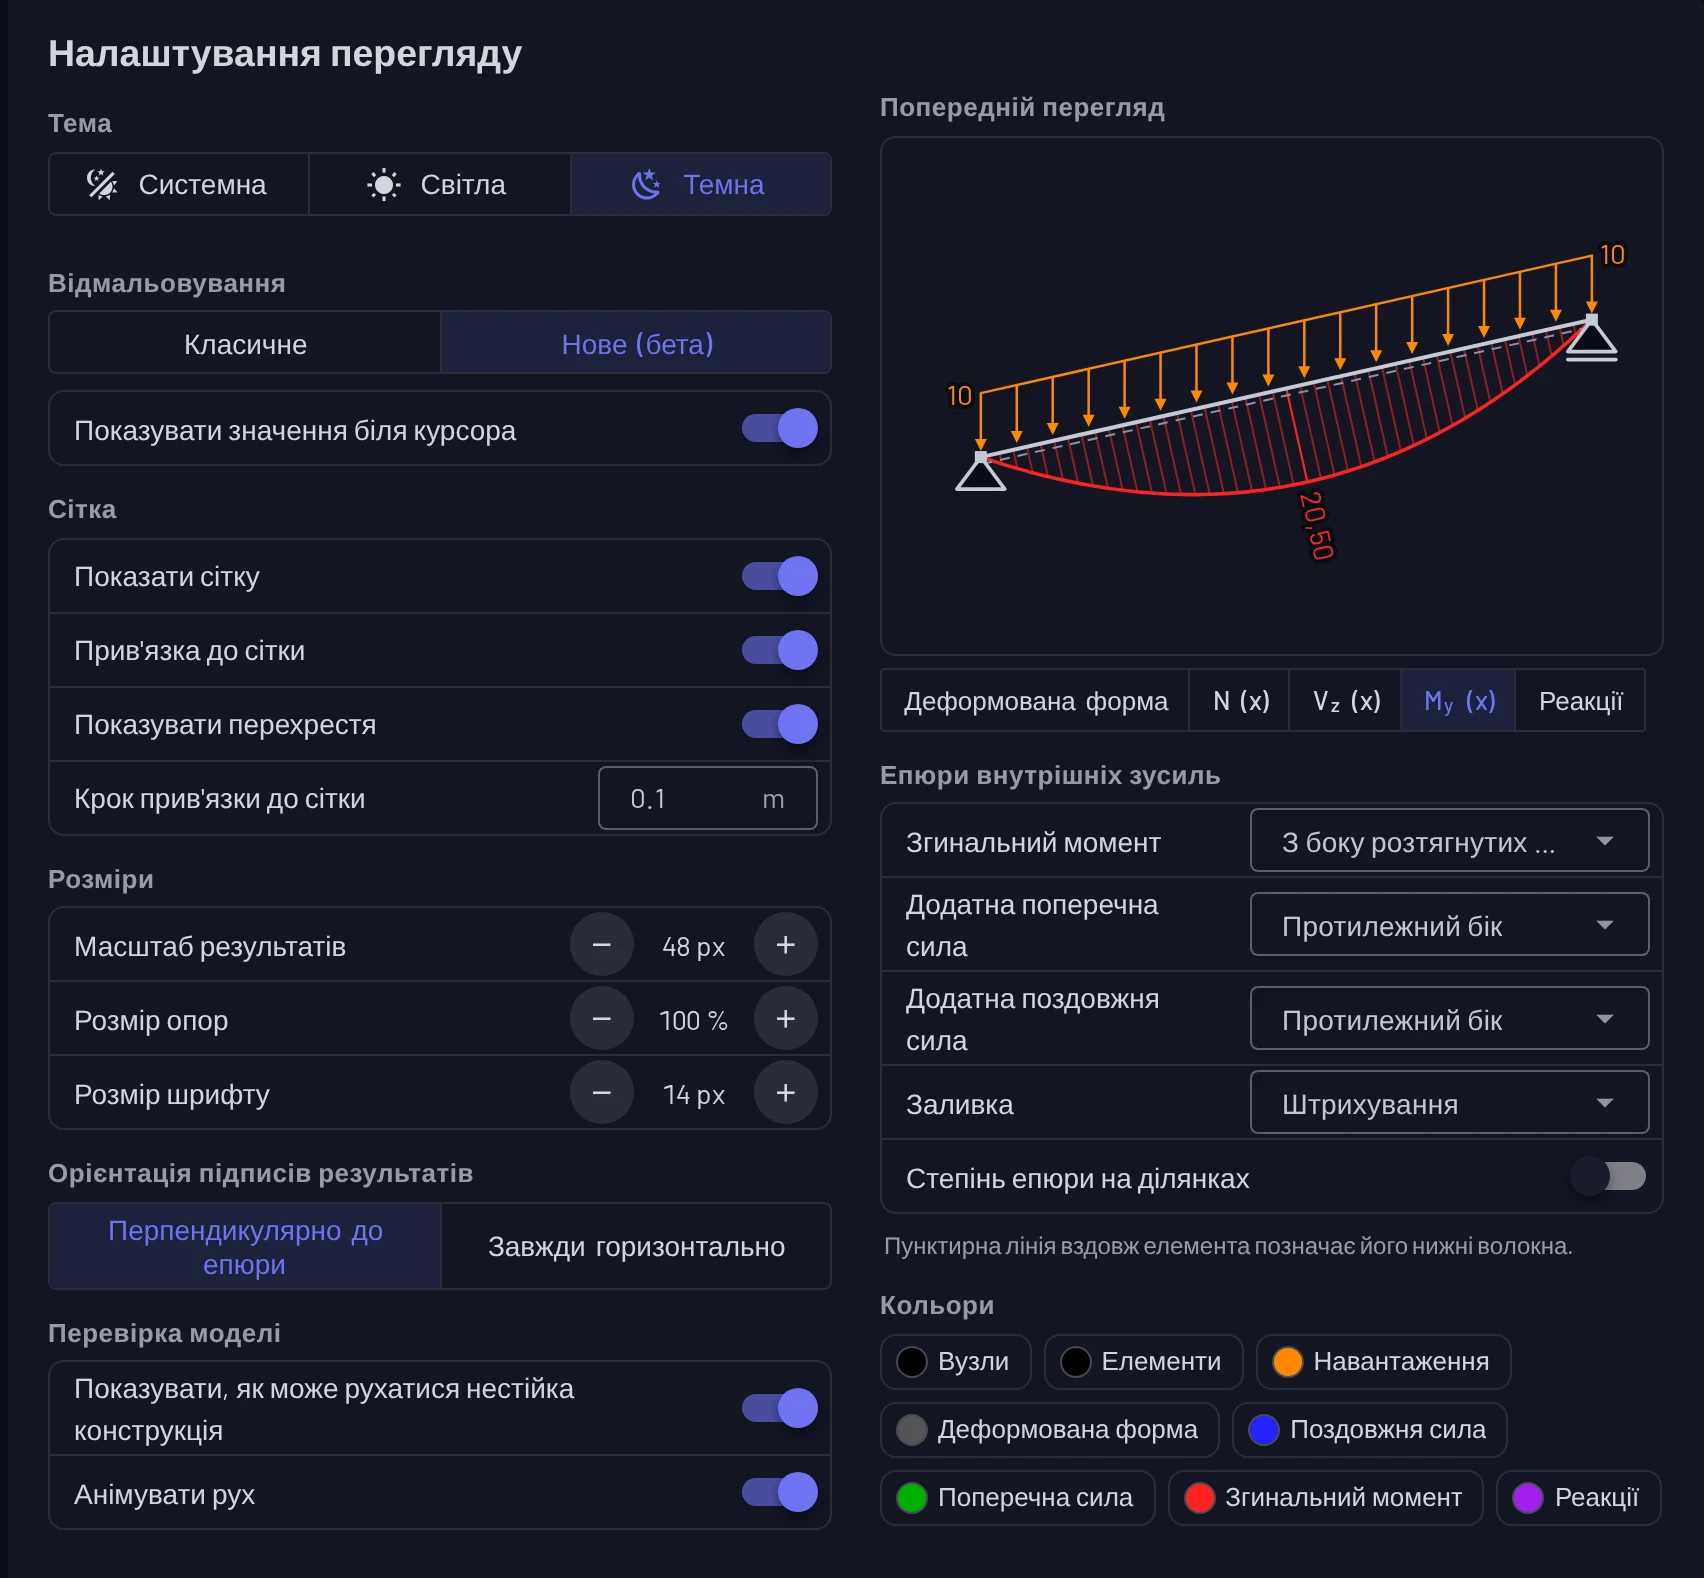 Налаштування перегляду
Тема
Системна
Світла
Темна
Відмальовування
Класичне
Нове (бета)
Показувати значення біля курсора
Сітка
Показати сітку
Прив'язка до сітки
Показувати перехрестя
Крок прив'язки до сітки
0.1 m
Розміри
Масштаб результатів
− 48 px +
Розмір опор
− 100 % +
Розмір шрифту
− 14 px +
Орієнтація підписів результатів
Перпендикулярно до
епюри
Завжди горизонтально
Перевірка моделі
Показувати, як може рухатися нестійка
конструкція
Анімувати рух
Попередній перегляд
10
10
20,50
Деформована форма
N (x)
Vz (x)
My (x)
Реакції
Епюри внутрішніх зусиль
Згинальний момент
З боку розтягнутих ...
Додатна поперечна
сила
Протилежний бік
Додатна поздовжня
сила
Протилежний бік
Заливка
Штрихування
Степінь епюри на ділянках
Пунктирна лінія вздовж елемента позначає його нижні волокна.
Кольори
Вузли
Елементи
Навантаження
Деформована форма
Поздовжня сила
Поперечна сила
Згинальний момент
Реакції